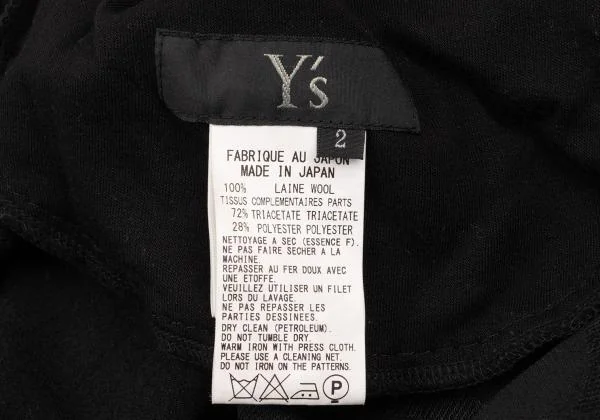 Y's
2
FABRIQUE AU JAPON
MADE IN JAPAN
100% LAINE WOOL
TISSUS COMPLEMENTAIRES PARTS
72% TRIACETATE TRIACETATE
28% POLYESTER POLYESTER
NETTOYAGE A SEC (ESSENCE F).
NE PAS FAIRE SECHER A LA
MACHINE.
REPASSER AU FER DOUX AVEC
UNE ETOFFE.
VEUILLEZ UTILISER UN FILET
LORS DU LAVAGE.
NE PAS REPASSER LES
PARTIES DESSINEES.
DRY CLEAN (PETROLEUM).
DO NOT TUMBLE DRY
WARM IRON WITH PRESS CLOTH.
PLEASE USE A CLEANING NET.
DO NOT IRON ON THE PATTERNS.
P